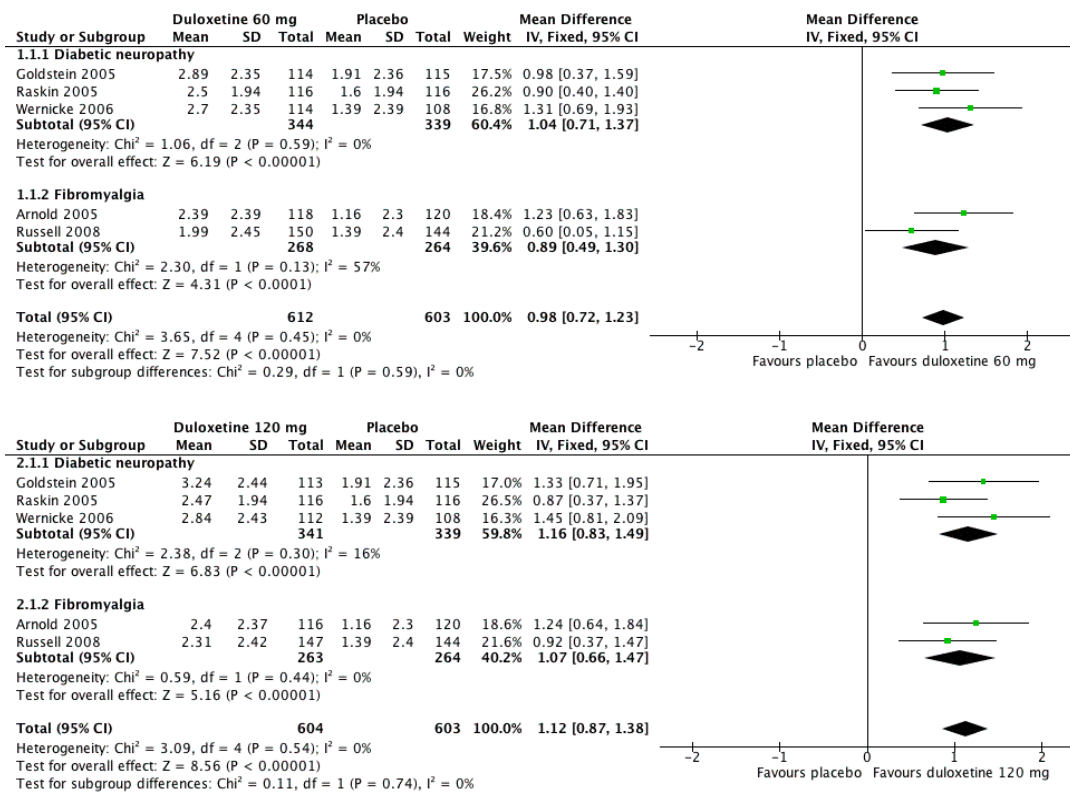 Duloxetine 60 mg Placebo Mean Difference Mean Difference
Study or Subgroup Mean SD Total Mean SD Total Weight IV, Fixed, 95% CI IV, Fixed, 95% CI
1.1.1 Diabetic neuropathy
Goldstein 2005 2.89 2.35 114 1.91 2.36 115 17.5% 0.98 [0.37, 1.59]
Raskin 2005 2.5 1.94 116 1.6 1.94 116 26.2% 0.90 [0.40, 1.40]
Wernicke 2006 2.7 2.35 114 1.39 2.39 108 16.8% 1.31 [0.69, 1.93]
Subtotal (95% CI) 344 339 60.4% 1.04 [0.71, 1.37]
Heterogeneity: Chi² = 1.06, df = 2 (P = 0.59); I² = 0%
Test for overall effect: Z = 6.19 (P < 0.00001)
1.1.2 Fibromyalgia
Arnold 2005 2.39 2.39 118 1.16 2.3 120 18.4% 1.23 [0.63, 1.83]
Russell 2008 1.99 2.45 150 1.39 2.4 144 21.2% 0.60 [0.05, 1.15]
Subtotal (95% CI) 268 264 39.6% 0.89 [0.49, 1.30]
Heterogeneity: Chi² = 2.30, df = 1 (P = 0.13); I² = 57%
Test for overall effect: Z = 4.31 (P < 0.0001)
Total (95% CI) 612 603 100.0% 0.98 [0.72, 1.23]
Heterogeneity: Chi² = 3.65, df = 4 (P = 0.45); I² = 0%
Test for overall effect: Z = 7.52 (P < 0.00001)
Test for subgroup differences: Chi² = 0.29, df = 1 (P = 0.59), I² = 0%
-2 -1 0 1 2
Favours placebo Favours duloxetine 60 mg
Duloxetine 120 mg Placebo Mean Difference Mean Difference
Study or Subgroup Mean SD Total Mean SD Total Weight IV, Fixed, 95% CI IV, Fixed, 95% CI
2.1.1 Diabetic neuropathy
Goldstein 2005 3.24 2.44 113 1.91 2.36 115 17.0% 1.33 [0.71, 1.95]
Raskin 2005 2.47 1.94 116 1.6 1.94 116 26.5% 0.87 [0.37, 1.37]
Wernicke 2006 2.84 2.43 112 1.39 2.39 108 16.3% 1.45 [0.81, 2.09]
Subtotal (95% CI) 341 339 59.8% 1.16 [0.83, 1.49]
Heterogeneity: Chi² = 2.38, df = 2 (P = 0.30); I² = 16%
Test for overall effect: Z = 6.83 (P < 0.00001)
2.1.2 Fibromyalgia
Arnold 2005 2.4 2.37 116 1.16 2.3 120 18.6% 1.24 [0.64, 1.84]
Russell 2008 2.31 2.42 147 1.39 2.4 144 21.6% 0.92 [0.37, 1.47]
Subtotal (95% CI) 263 264 40.2% 1.07 [0.66, 1.47]
Heterogeneity: Chi² = 0.59, df = 1 (P = 0.44); I² = 0%
Test for overall effect: Z = 5.16 (P < 0.00001)
Total (95% CI) 604 603 100.0% 1.12 [0.87, 1.38]
Heterogeneity: Chi² = 3.09, df = 4 (P = 0.54); I² = 0%
Test for overall effect: Z = 8.56 (P < 0.00001)
Test for subgroup differences: Chi² = 0.11, df = 1 (P = 0.74), I² = 0%
-2 -1 0 1 2
Favours placebo Favours duloxetine 120 mg